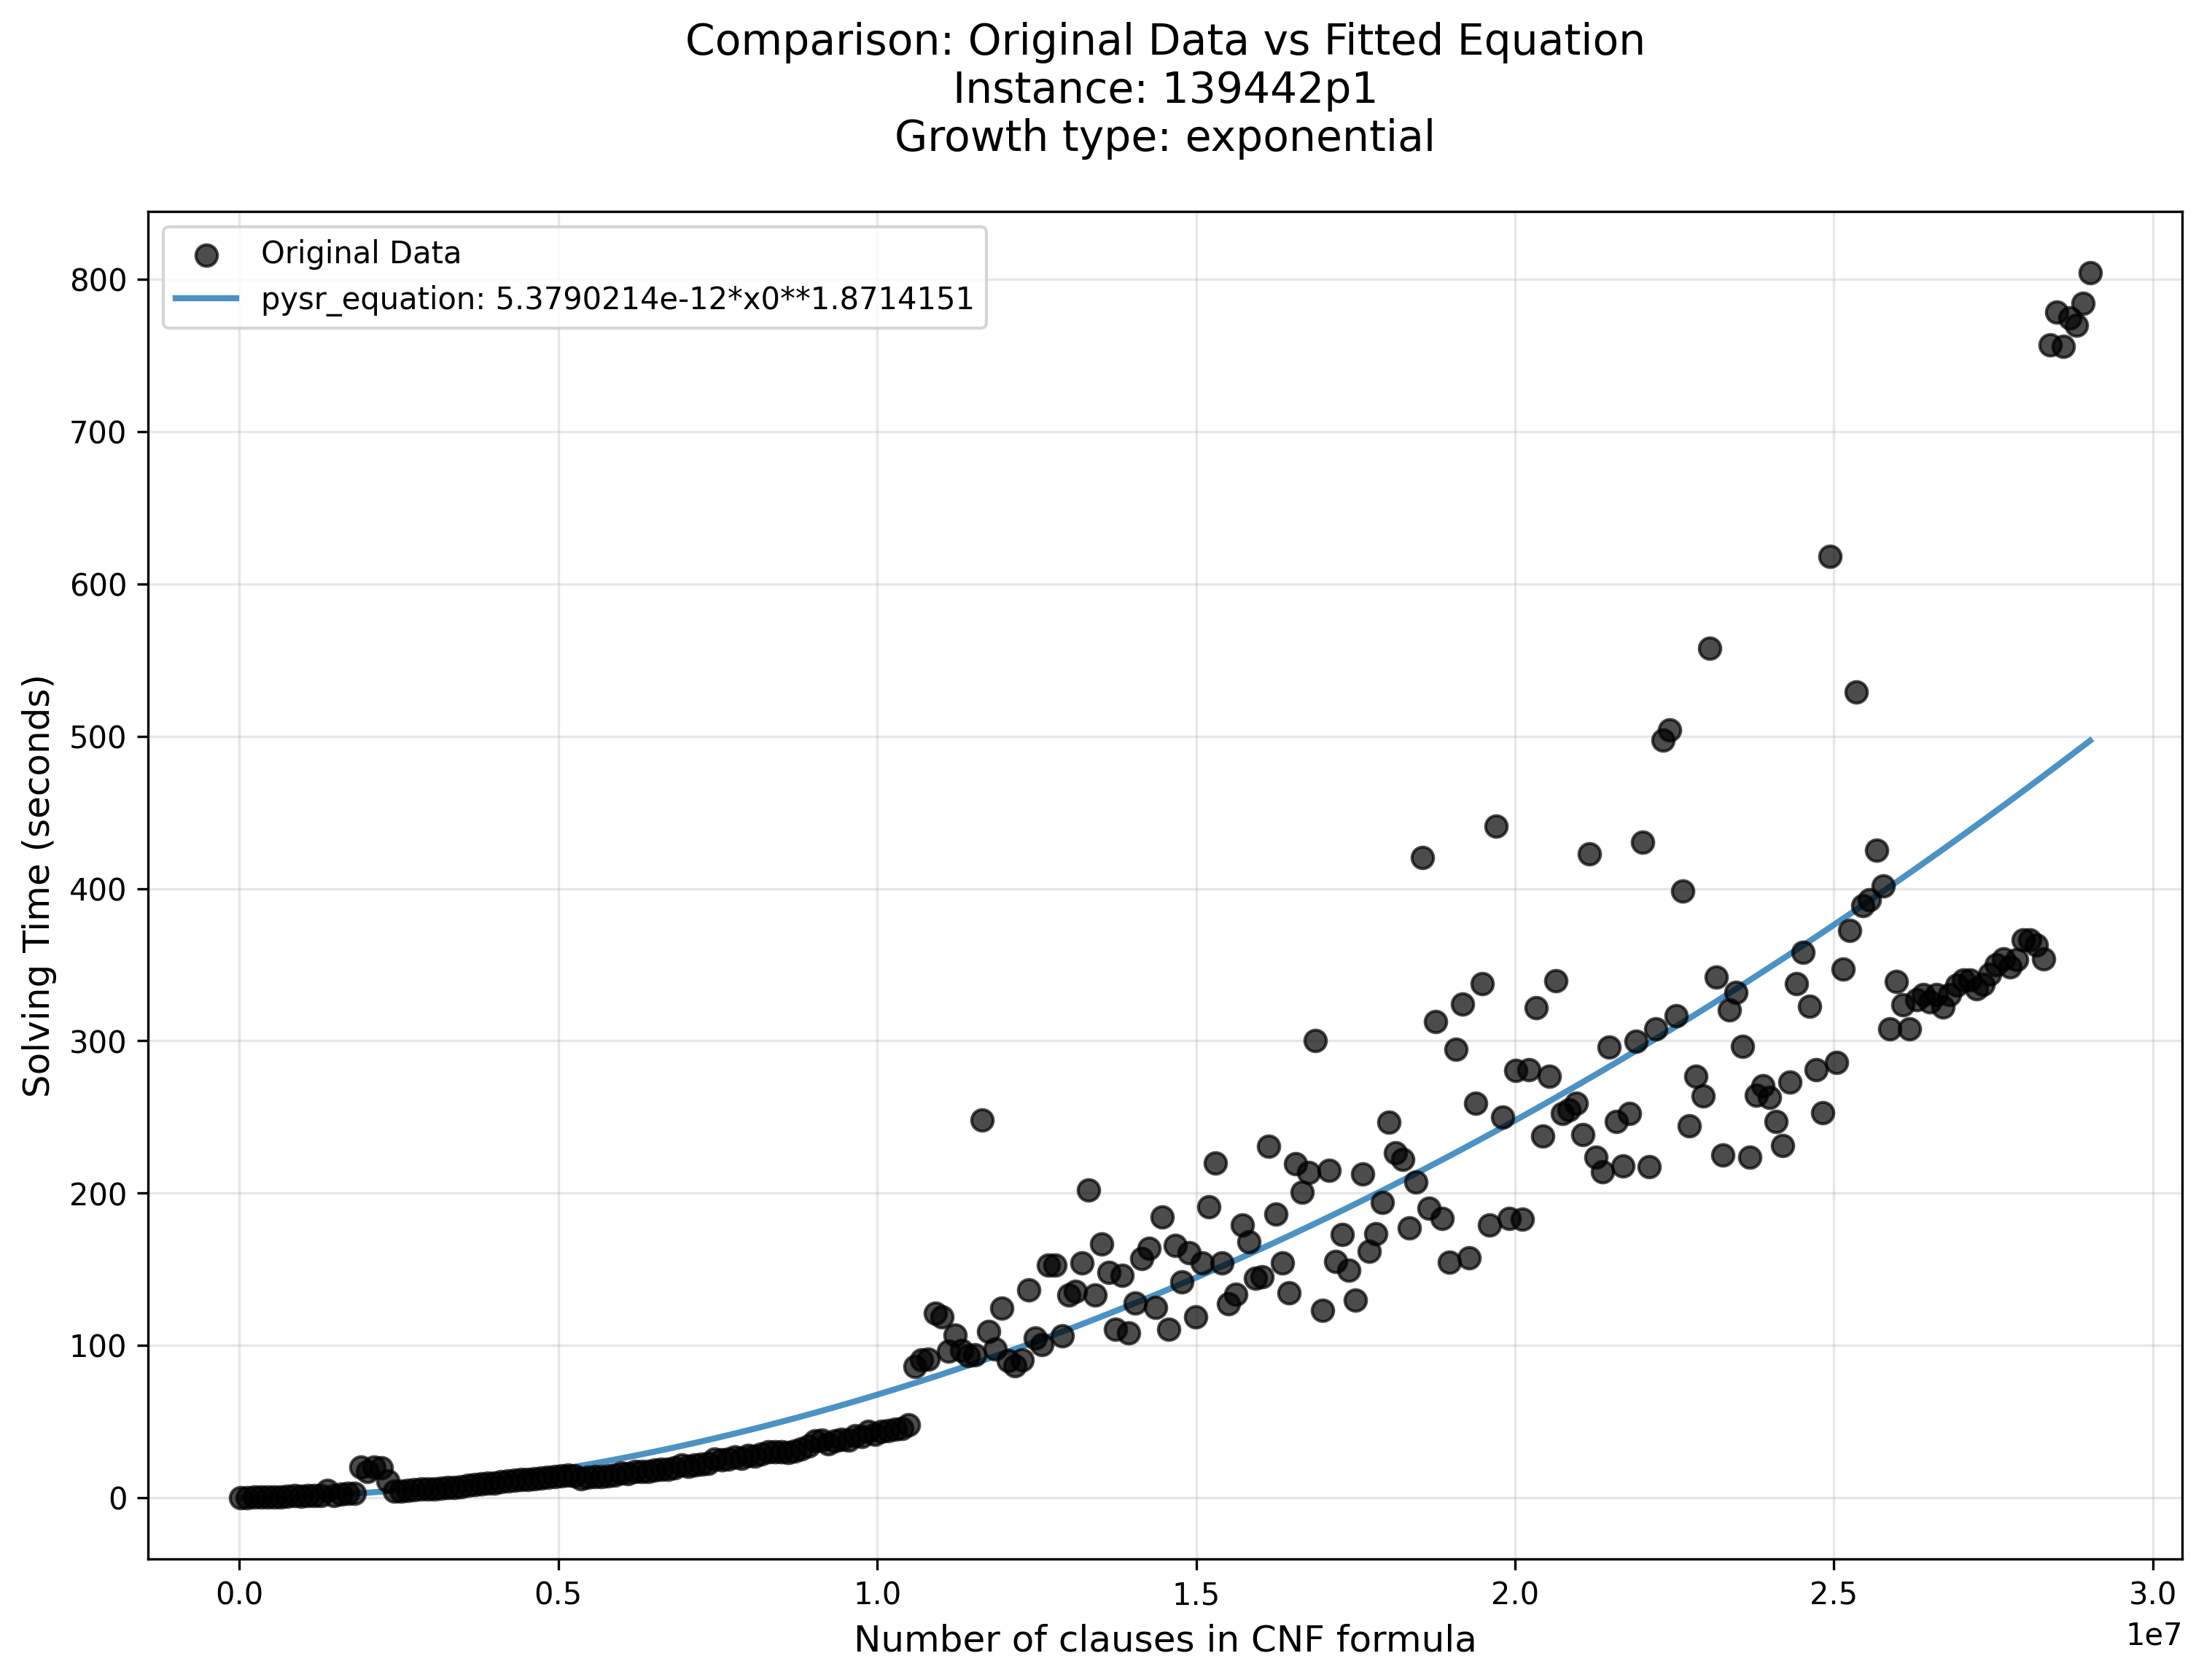 Comparison: Original Data vs Fitted Equation
Instance: 139442p1
Growth type: exponential
Original Data
pysr_equation: 5.3790214e-12*x0**1.8714151
800
700
600
500
400
300
200
100
0
Solving Time (seconds)
0.0 0.5 1.0 1.5 2.0 2.5 3.0
1e7
Number of clauses in CNF formula